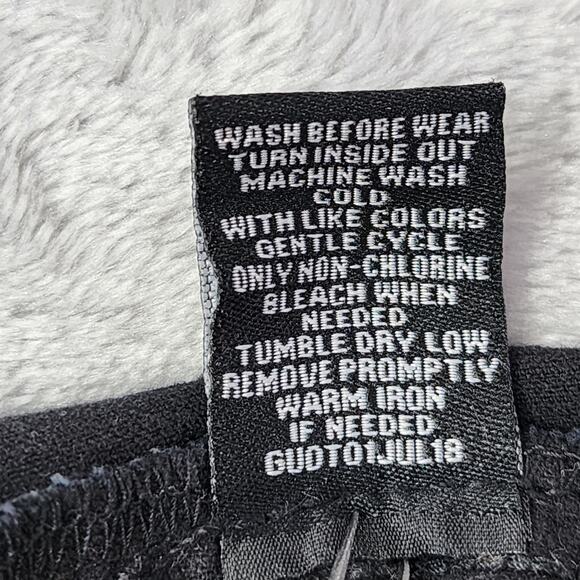 WASH BEFORE WEAR
TURN INSIDE OUT
MACHINE WASH
COLD
WITH LIKE COLORS
GENTLE CYCLE
ONLY NON-CHLORINE
BLEACH WHEN
NEEDED
TUMBLE DRY LOW
REMOVE PROMPTLY
WARM IRON
IF NEEDED
GUDT01JUL18